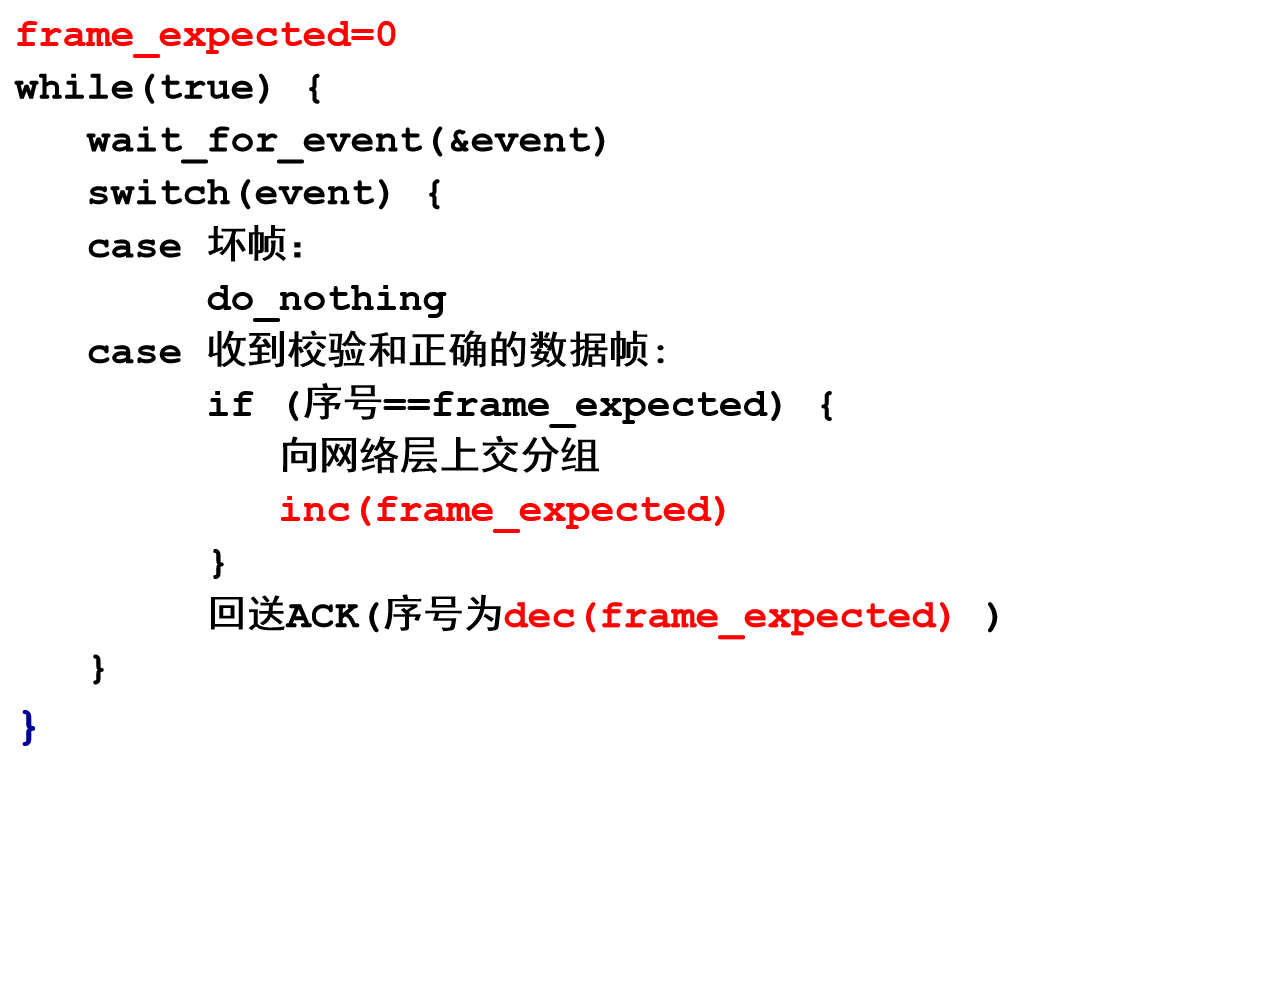 frame_expected=0
while(true) {
wait_for_event(&event)
switch(event) {
case 坏帧:
do_nothing
case 收到校验和正确的数据帧:
if (序号==frame_expected) {
向网络层上交分组
inc(frame_expected)
}
回送ACK(序号为dec(frame_expected) )
}
}